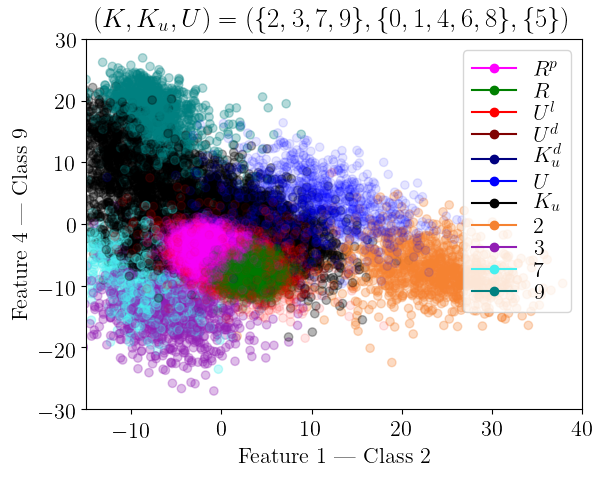 (K, K_u, U) = ({2, 3, 7, 9}, {0, 1, 4, 6, 8}, {5})
30
20
10
0
−10
−20
−30
Feature 4 — Class 9
R^p
R
U^l
U^d
K_u^d
U
K_u
2
3
7
9
−10
0
10
20
30
40
Feature 1 — Class 2